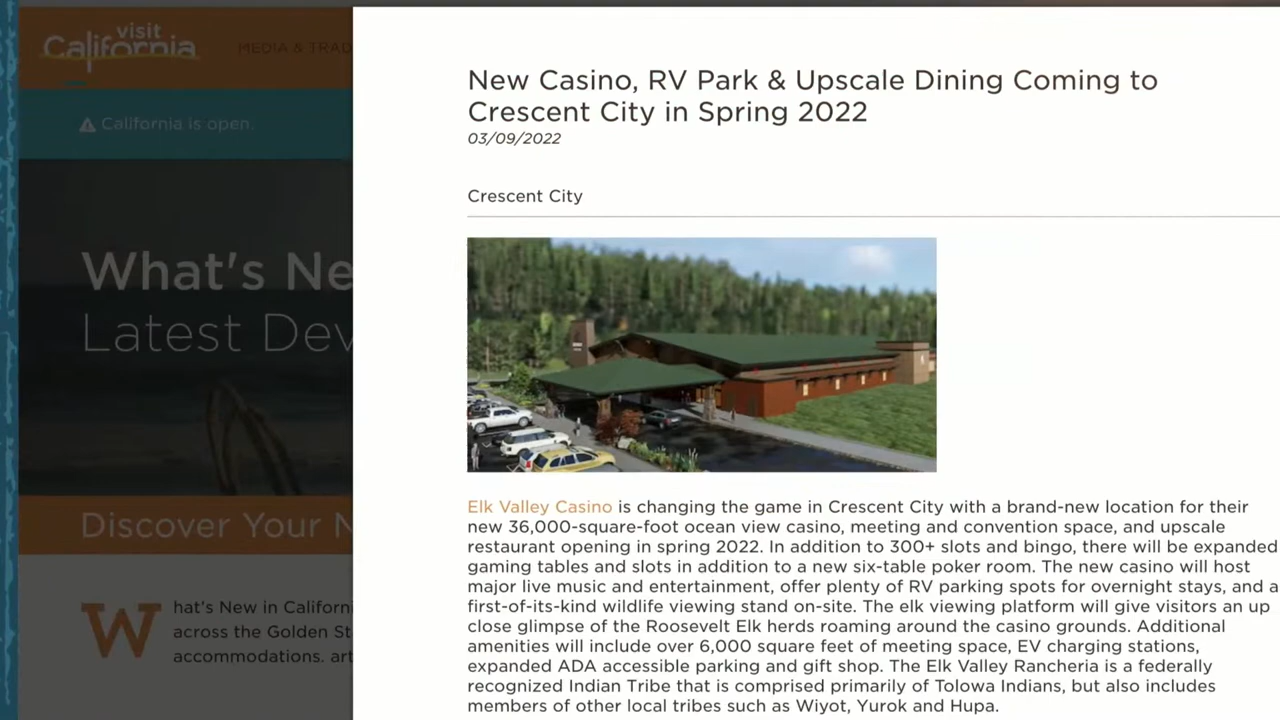 visit
California
MEDIA & TRAD
California is open.
What's Ne
Latest Dev
Discover Your N
What's New in Californi
across the Golden St
accommodations. art
New Casino, RV Park & Upscale Dining Coming to
Crescent City in Spring 2022
03/09/2022
Crescent City
Elk Valley Casino is changing the game in Crescent City with a brand-new location for their
new 36,000-square-foot ocean view casino, meeting and convention space, and upscale
restaurant opening in spring 2022. In addition to 300+ slots and bingo, there will be expanded
gaming tables and slots in addition to a new six-table poker room. The new casino will host
major live music and entertainment, offer plenty of RV parking spots for overnight stays, and a
first-of-its-kind wildlife viewing stand on-site. The elk viewing platform will give visitors an up
close glimpse of the Roosevelt Elk herds roaming around the casino grounds. Additional
amenities will include over 6,000 square feet of meeting space, EV charging stations,
expanded ADA accessible parking and gift shop. The Elk Valley Rancheria is a federally
recognized Indian Tribe that is comprised primarily of Tolowa Indians, but also includes
members of other local tribes such as Wiyot, Yurok and Hupa.